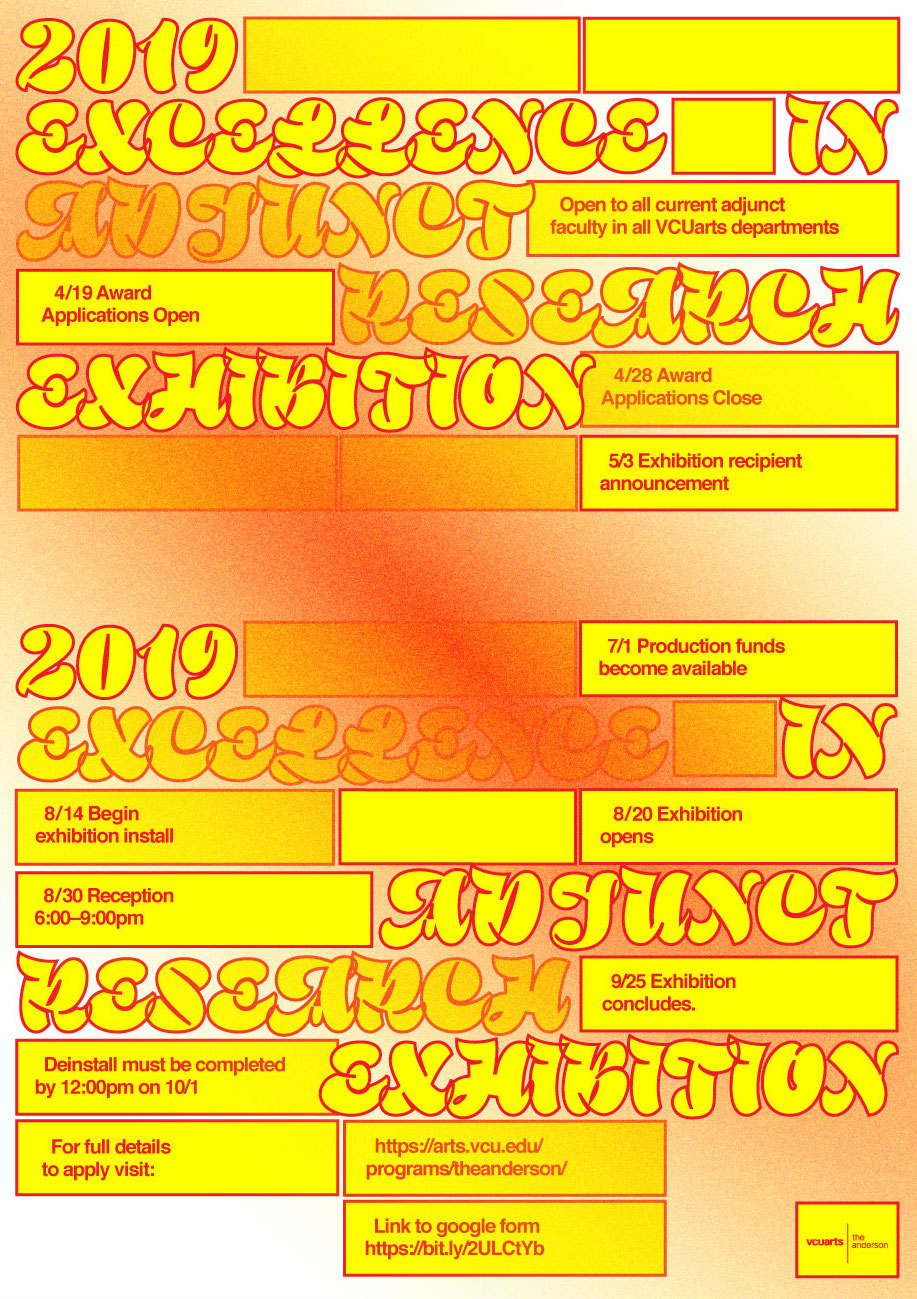 2019
EXCELLENCE IN
ADJUNCT
Open to all current adjunct
faculty in all VCUarts departments
4/19 Award
Applications Open
RESEARCH
EXHIBITION
4/28 Award
Applications Close
5/3 Exhibition recipient
announcement
2019
7/1 Production funds
become available
EXCELLENCE IN
8/14 Begin
exhibition install
8/20 Exhibition
opens
8/30 Reception
6:00–9:00pm
ADJUNCT
RESEARCH
9/25 Exhibition
concludes.
Deinstall must be completed
by 12:00pm on 10/1
EXHIBITION
For full details
to apply visit:
https://arts.vcu.edu/
programs/theanderson/
Link to google form
https://bit.ly/2ULCtYb
vcuarts
the
anderson